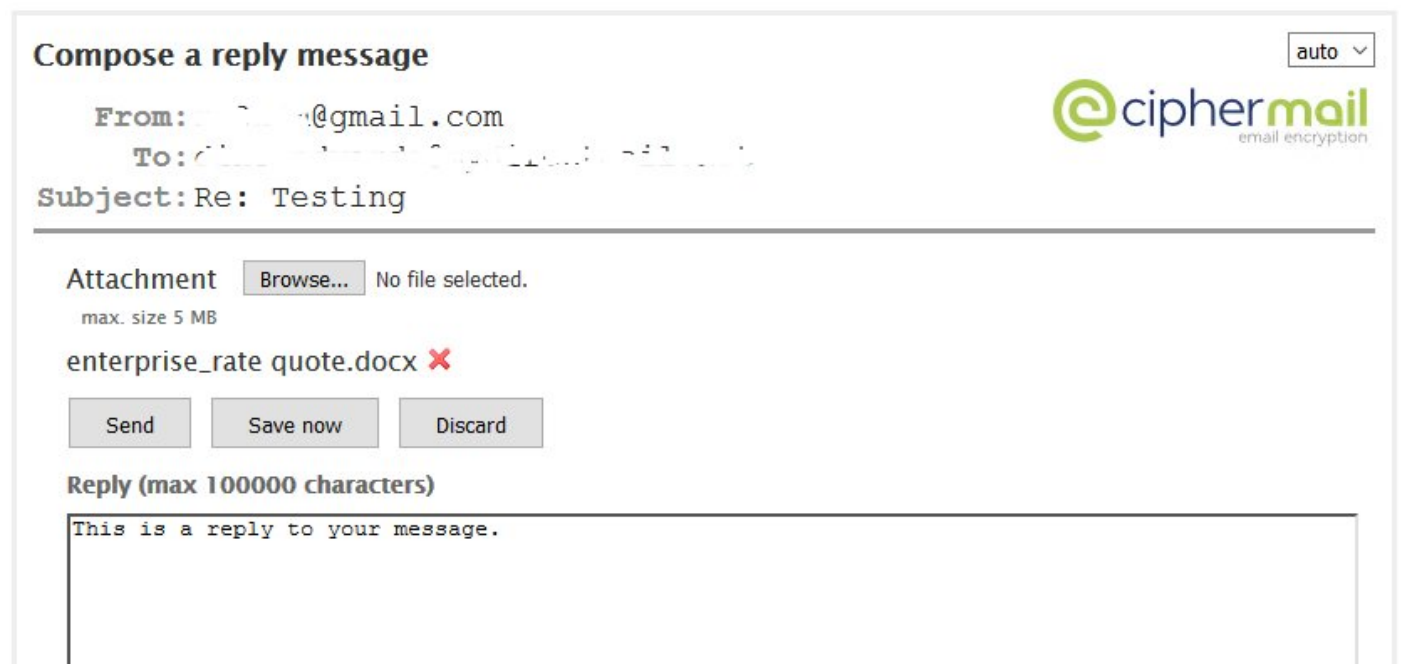 Compose a reply message
auto
ciphermail
email encryption
From: @gmail.com
To:
Subject: Re: Testing
Attachment Browse... No file selected.
max. size 5 MB
enterprise_rate quote.docx
Send Save now Discard
Reply (max 100000 characters)
This is a reply to your message.